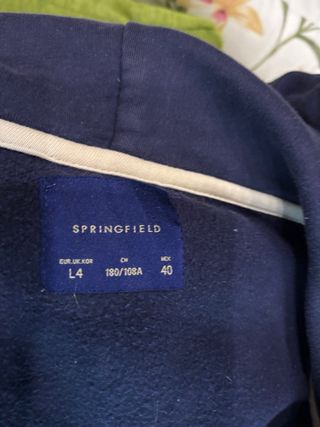 SPRINGFIELD
EUR.UK.KOR CN MEX
L4 180/108A 40